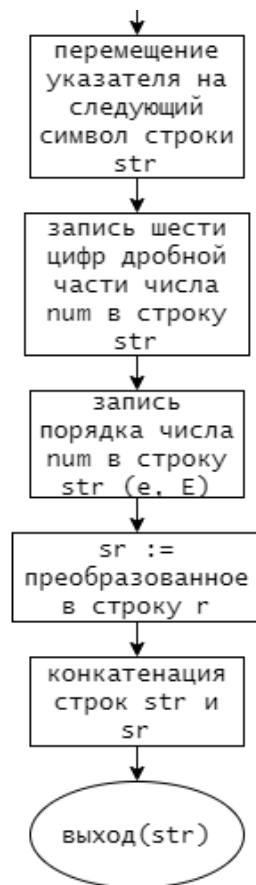 перемещение
указателя на
следующий
символ строки
str
запись шести
цифр дробной
части числа
num в строку
str
запись
порядка числа
num в строку
str (e, E)
sr :=
преобразованное
в строку r
конкатенация
строк str и
sr
выход(str)